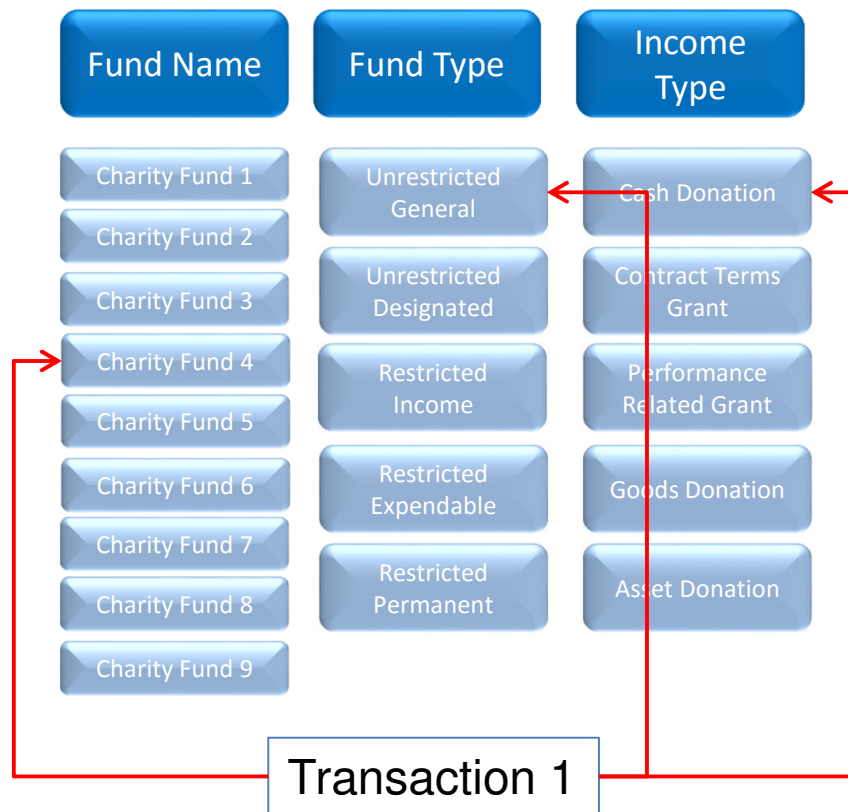 Fund Name
Fund Type
Income
Type
Charity Fund 1
Charity Fund 2
Charity Fund 3
Charity Fund 4
Charity Fund 5
Charity Fund 6
Charity Fund 7
Charity Fund 8
Charity Fund 9
Unrestricted
General
Unrestricted
Designated
Restricted
Income
Restricted
Expendable
Restricted
Permanent
Cash Donation
Contract Terms
Grant
Performance
Related Grant
Goods Donation
Asset Donation
Transaction 1